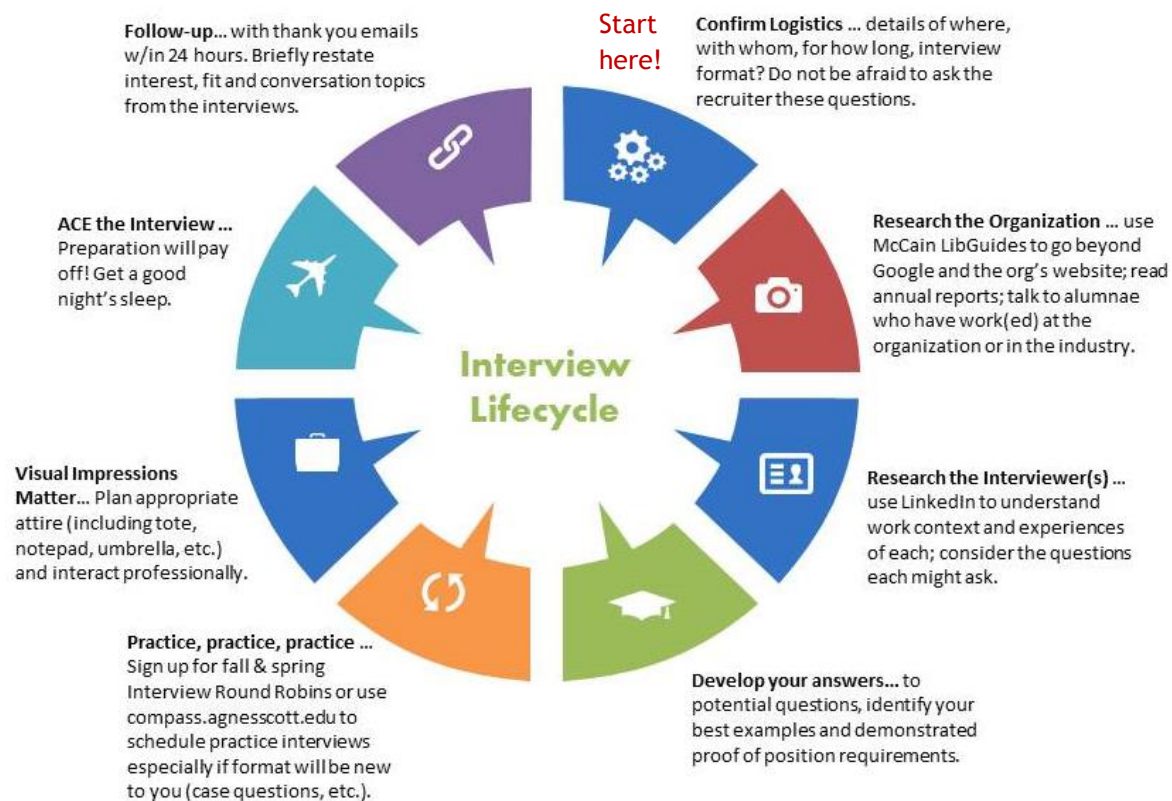 Start
here!
Confirm Logistics ... details of where,
with whom, for how long, interview
format? Do not be afraid to ask the
recruiter these questions.
Research the Organization ... use
McCain LibGuides to go beyond
Google and the org's website; read
annual reports; talk to alumnae
who have work(ed) at the
organization or in the industry.
Research the Interviewer(s) ...
use LinkedIn to understand
work context and experiences
of each; consider the questions
each might ask.
Develop your answers... to
potential questions, identify your
best examples and demonstrated
proof of position requirements.
Practice, practice, practice ...
Sign up for fall & spring
Interview Round Robins or use
compass.agnesscott.edu to
schedule practice interviews
especially if format will be new
to you (case questions, etc.).
Visual Impressions
Matter... Plan appropriate
attire (including tote,
notepad, umbrella, etc.)
and interact professionally.
ACE the Interview ...
Preparation will pay
off! Get a good
night's sleep.
Follow-up... with thank you emails
w/in 24 hours. Briefly restate
interest, fit and conversation topics
from the interviews.
Interview
Lifecycle